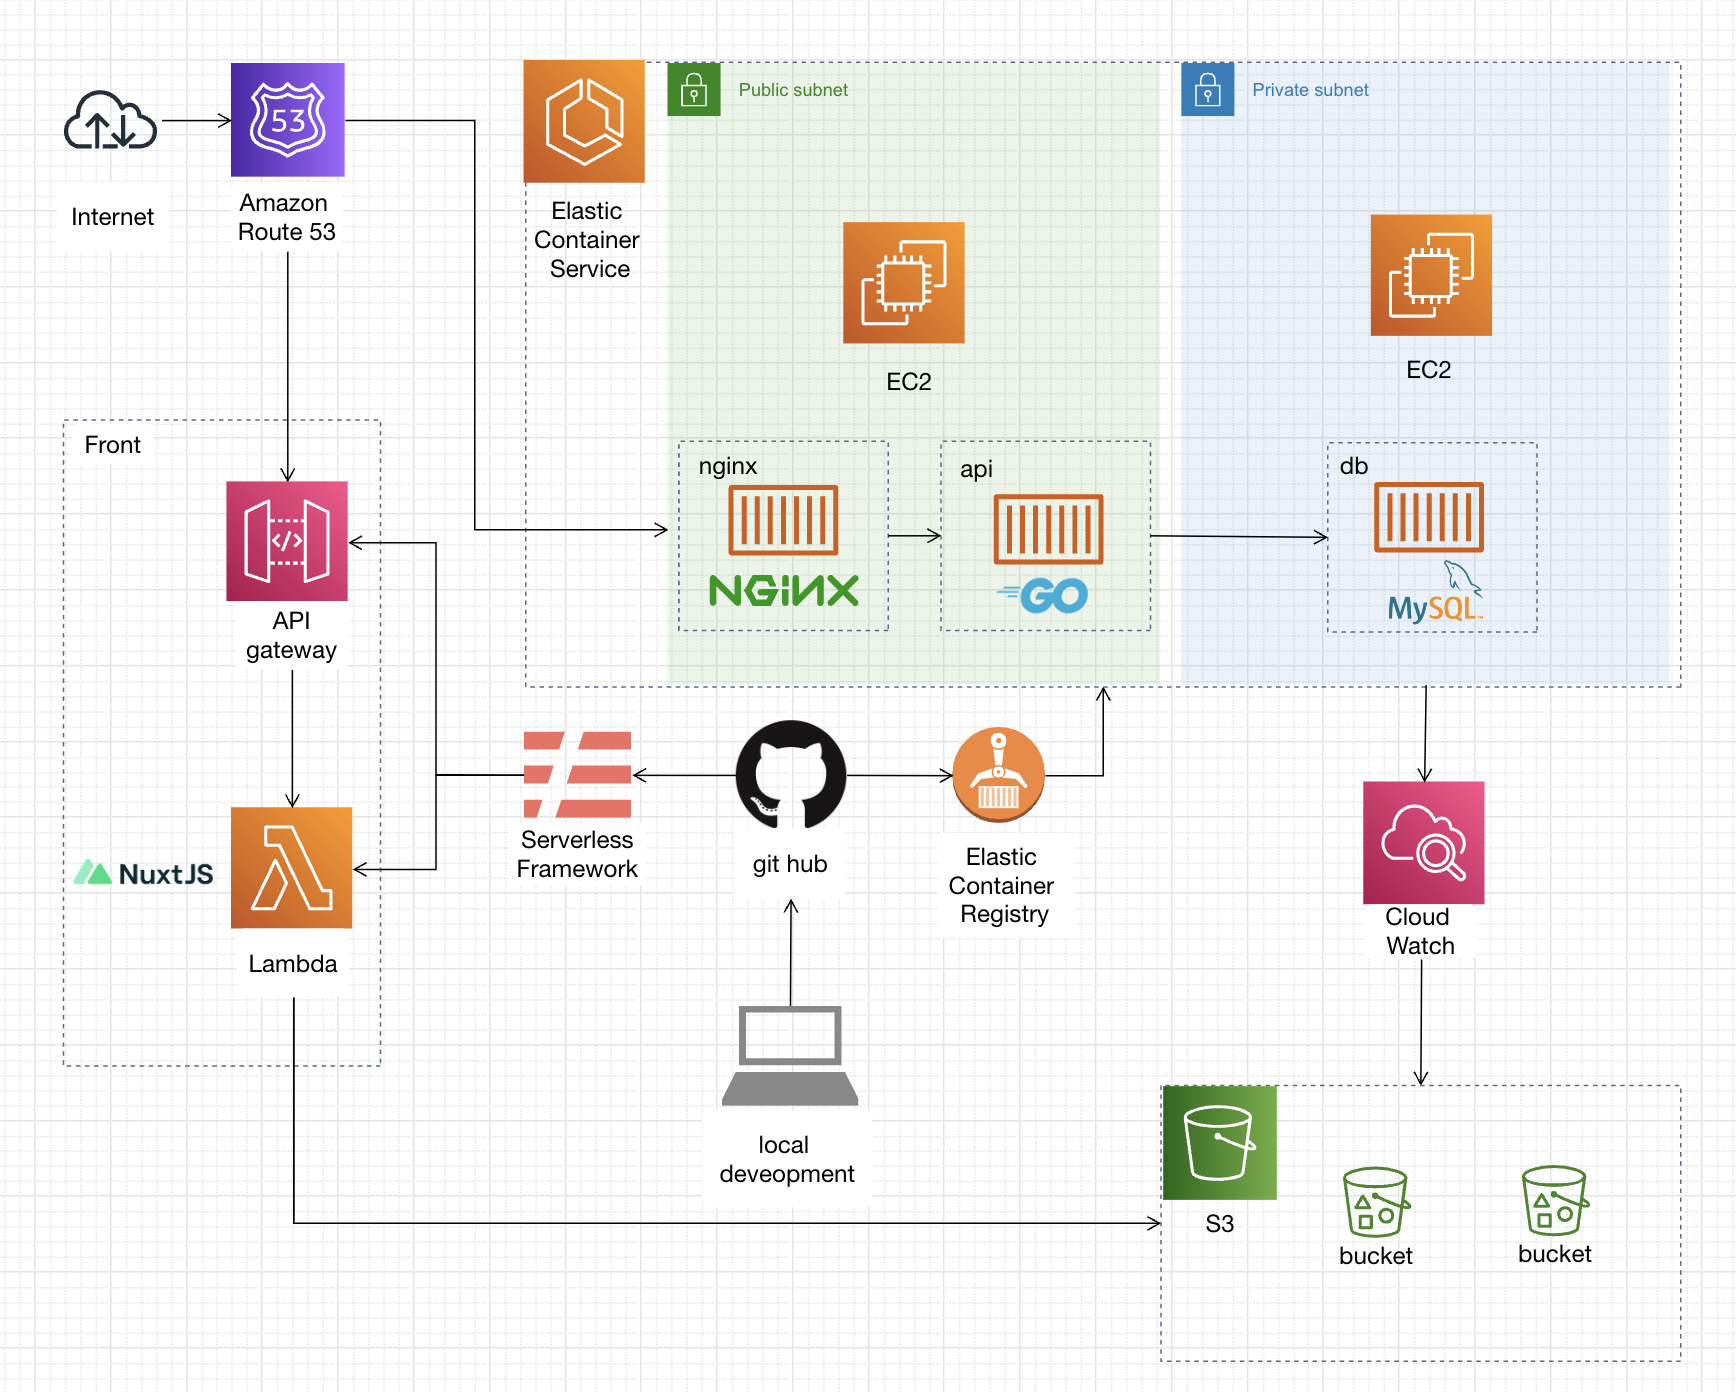 Internet
53
Amazon
Route 53
Elastic
Container
Service
Public subnet
Private subnet
EC2
EC2
Front
nginx
NGINX
api
GO
db
MySQL
</>
API
gateway
NuxtJS
Lambda
Serverless
Framework
git hub
Elastic
Container
Registry
Cloud
Watch
local
deveopment
S3
bucket
bucket